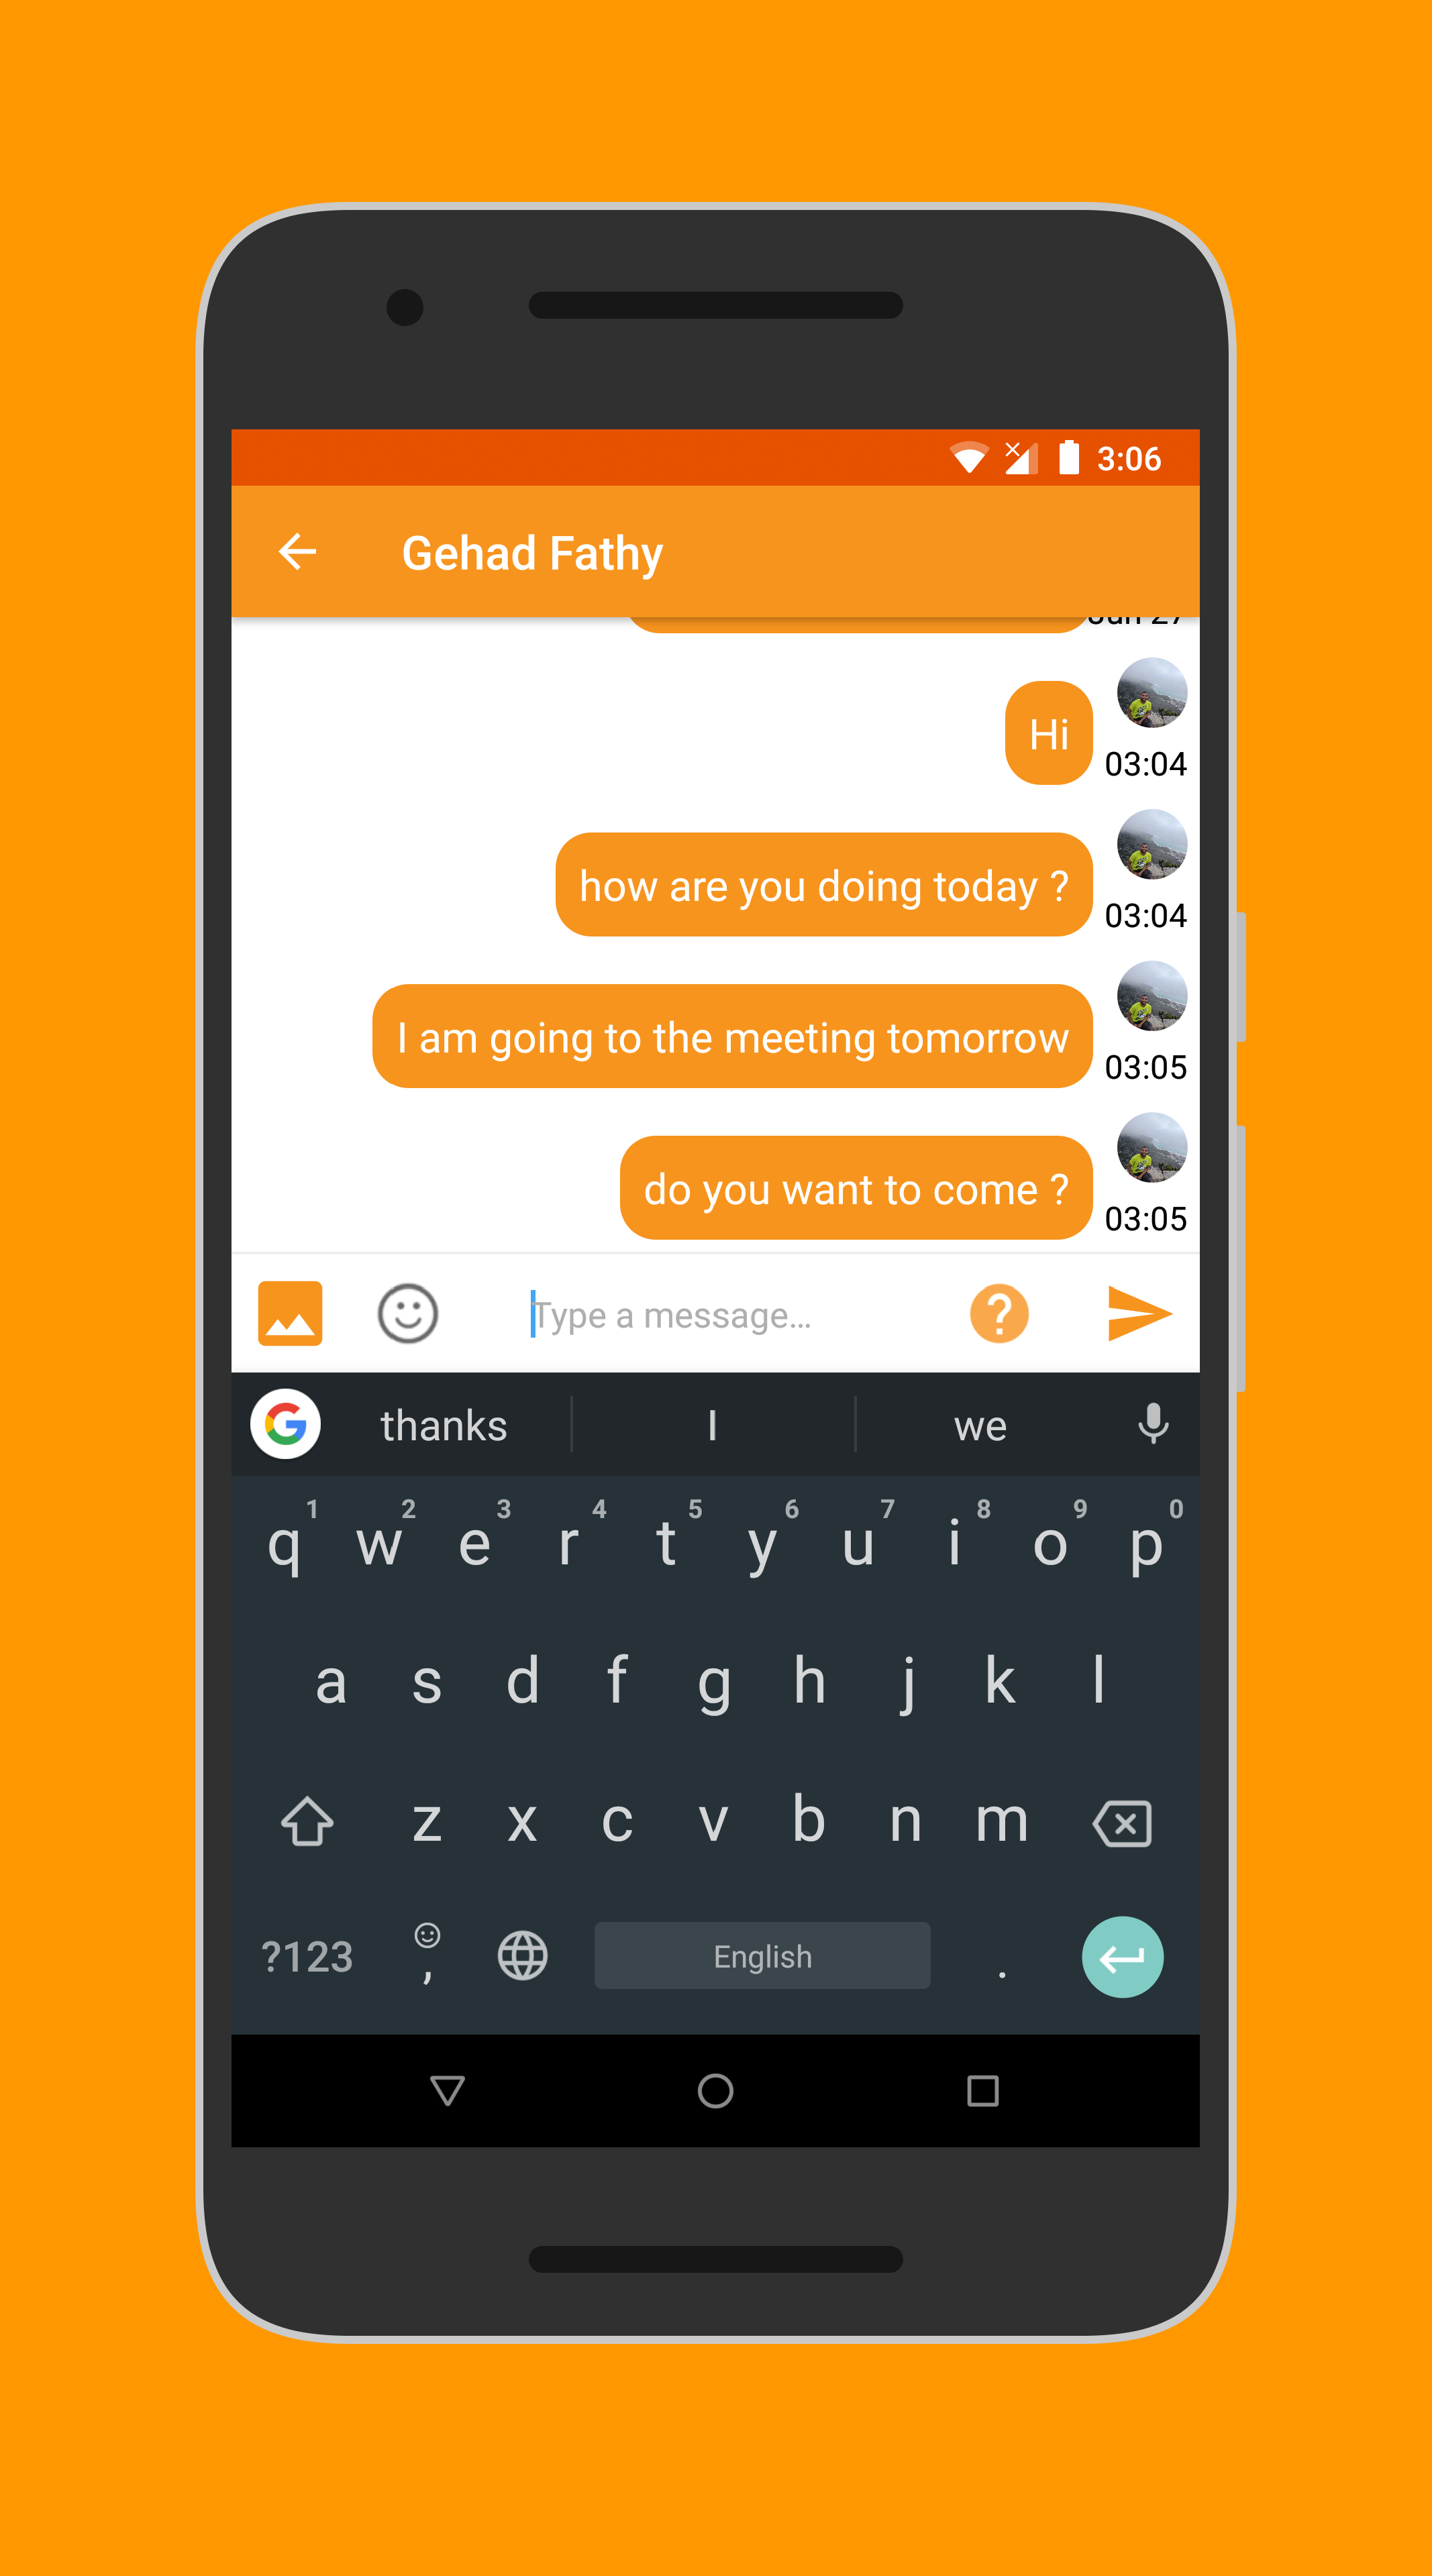 3:06
Gehad Fathy
Jun 27
Hi
03:04
how are you doing today ?
03:04
I am going to the meeting tomorrow
03:05
do you want to come ?
03:05
Type a message...
thanks I we
1 2 3 4 5 6 7 8 9 0
q w e r t y u i o p
a s d f g h j k l
z x c v b n m
?123 , English .